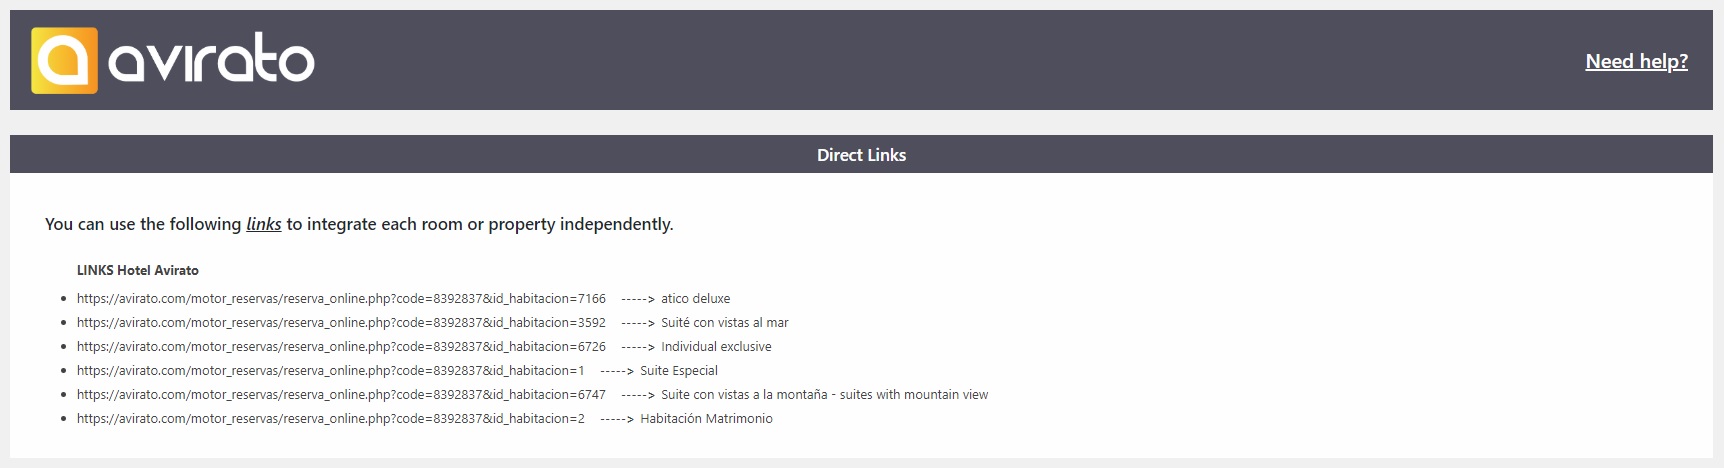 avirato
Need help?
Direct Links
You can use the following links to integrate each room or property independently.
LINKS Hotel Avirato
• https://avirato.com/motor_reservas/reserva_online.php?code=8392837&id_habitacion=7166 -----> atico deluxe
• https://avirato.com/motor_reservas/reserva_online.php?code=8392837&id_habitacion=3592 -----> Suité con vistas al mar
• https://avirato.com/motor_reservas/reserva_online.php?code=8392837&id_habitacion=6726 -----> Individual exclusive
• https://avirato.com/motor_reservas/reserva_online.php?code=8392837&id_habitacion=1 -----> Suite Especial
• https://avirato.com/motor_reservas/reserva_online.php?code=8392837&id_habitacion=6747 -----> Suite con vistas a la montaña - suites with mountain view
• https://avirato.com/motor_reservas/reserva_online.php?code=8392837&id_habitacion=2 -----> Habitación Matrimonio